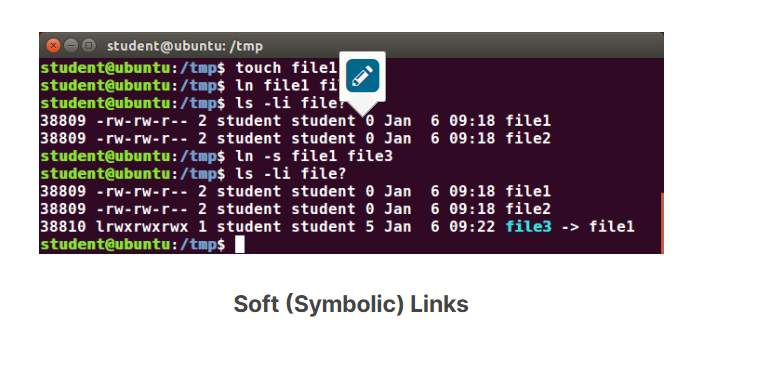 student@ubuntu: /tmp
student@ubuntu:/tmp$ touch file1
student@ubuntu:/tmp$ ln file1
student@ubuntu:/tmp$ ls -li file?
38809 -rw-rw-r-- 2 student student 0 Jan  6 09:18 file1
38809 -rw-rw-r-- 2 student student 0 Jan  6 09:18 file2
student@ubuntu:/tmp$ ln -s file1 file3
student@ubuntu:/tmp$ ls -li file?
38809 -rw-rw-r-- 2 student student 0 Jan  6 09:18 file1
38809 -rw-rw-r-- 2 student student 0 Jan  6 09:18 file2
38810 lrwxrwxrwx 1 student student 5 Jan  6 09:22 file3 -> file1
student@ubuntu:/tmp$
Soft (Symbolic) Links